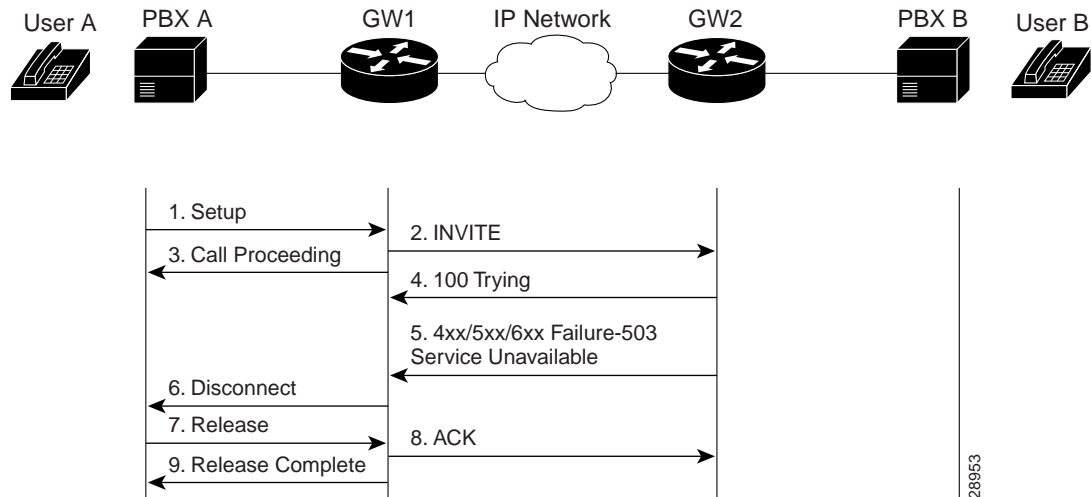 User A
PBX A
GW1
IP Network
GW2
PBX B
User B
1. Setup
2. INVITE
3. Call Proceeding
4. 100 Trying
5. 4xx/5xx/6xx Failure-503
Service Unavailable
6. Disconnect
7. Release
8. ACK
9. Release Complete
28953